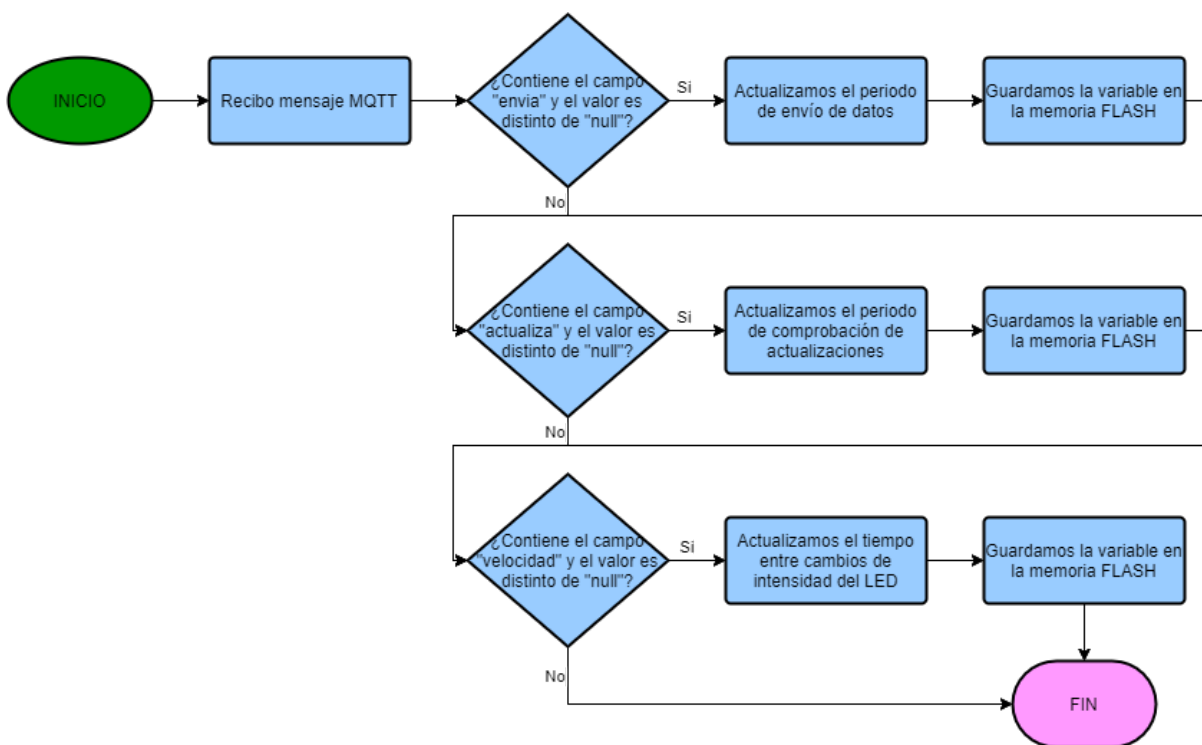 INICIO
Recibo mensaje MQTT
¿Contiene el campo
"envia" y el valor es
distinto de "null"?
Si
Actualizamos el periodo
de envío de datos
Guardamos la variable en
la memoria FLASH
No
¿Contiene el campo
"actualiza" y el valor es
distinto de "null"?
Si
Actualizamos el periodo
de comprobación de
actualizaciones
Guardamos la variable en
la memoria FLASH
No
¿Contiene el campo
"velocidad" y el valor es
distinto de "null"?
Si
Actualizamos el tiempo
entre cambios de
intensidad del LED
Guardamos la variable en
la memoria FLASH
No
FIN